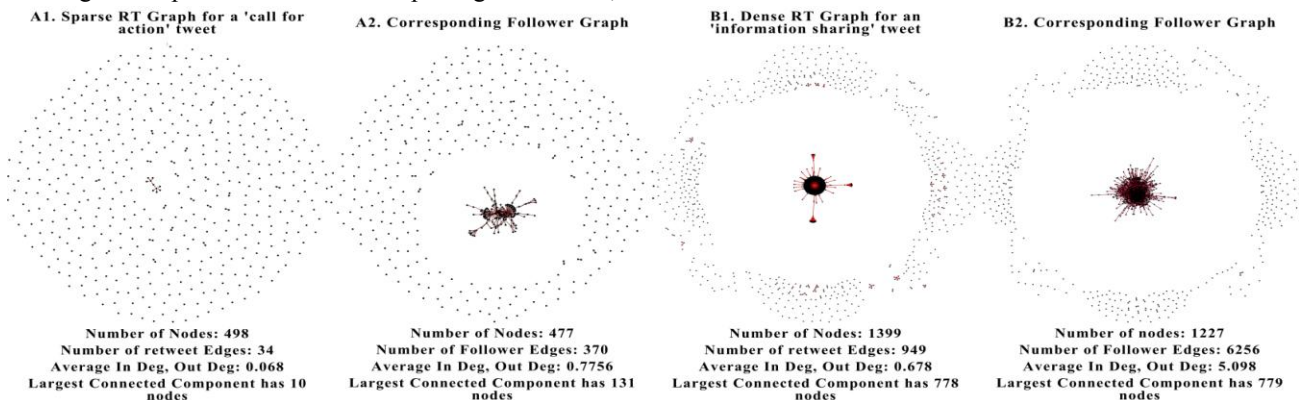 A1. Sparse RT Graph for a 'call for
action' tweet
A2. Corresponding Follower Graph
B1. Dense RT Graph for an
'information sharing' tweet
B2. Corresponding Follower Graph
Number of Nodes: 498
Number of retweet Edges: 34
Average In Deg, Out Deg: 0.068
Largest Connected Component has 10
nodes
Number of Nodes: 477
Number of Follower Edges: 370
Average In Deg, Out Deg: 0.7756
Largest Connected Component has 131
nodes
Number of Nodes: 1399
Number of retweet Edges: 949
Average In Deg, Out Deg: 0.678
Largest Connected Component has 778
nodes
Number of nodes: 1227
Number of Follower Edges: 6256
Average In Deg, Out Deg: 5.098
Largest Connected Component has 779
nodes